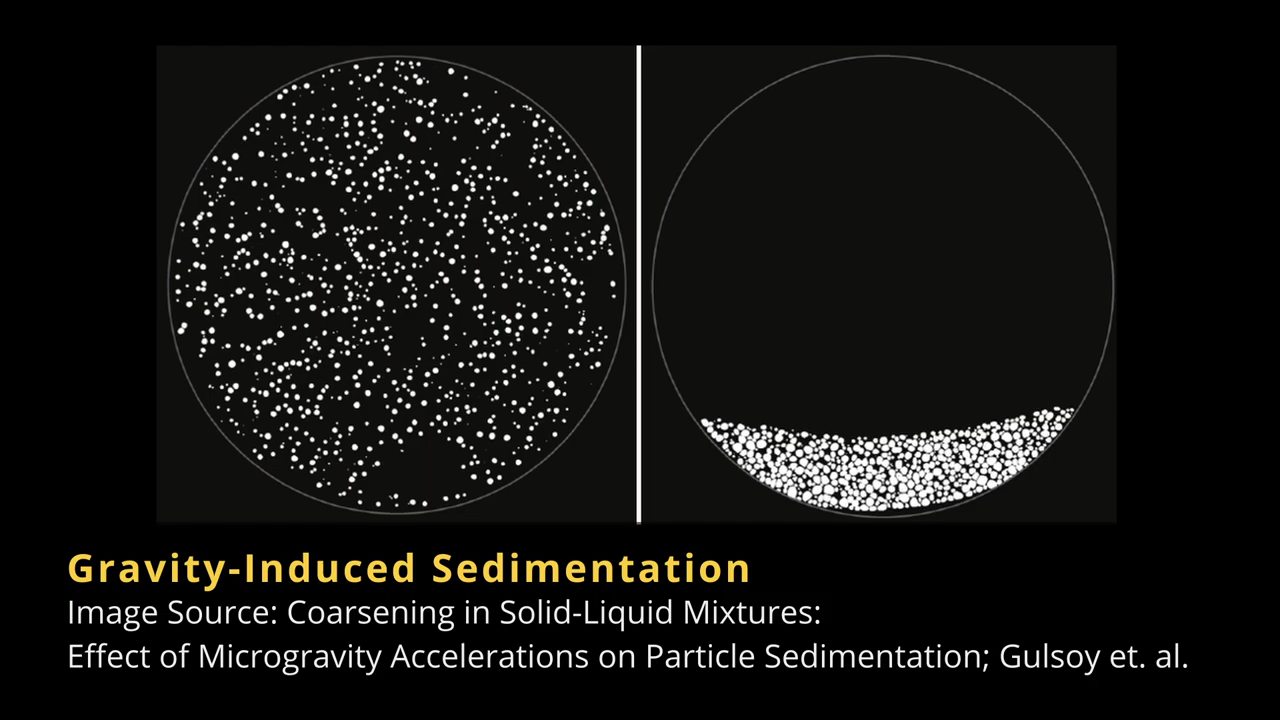 Gravity-Induced Sedimentation
Image Source: Coarsening in Solid-Liquid Mixtures:
Effect of Microgravity Accelerations on Particle Sedimentation; Gulsoy et. al.